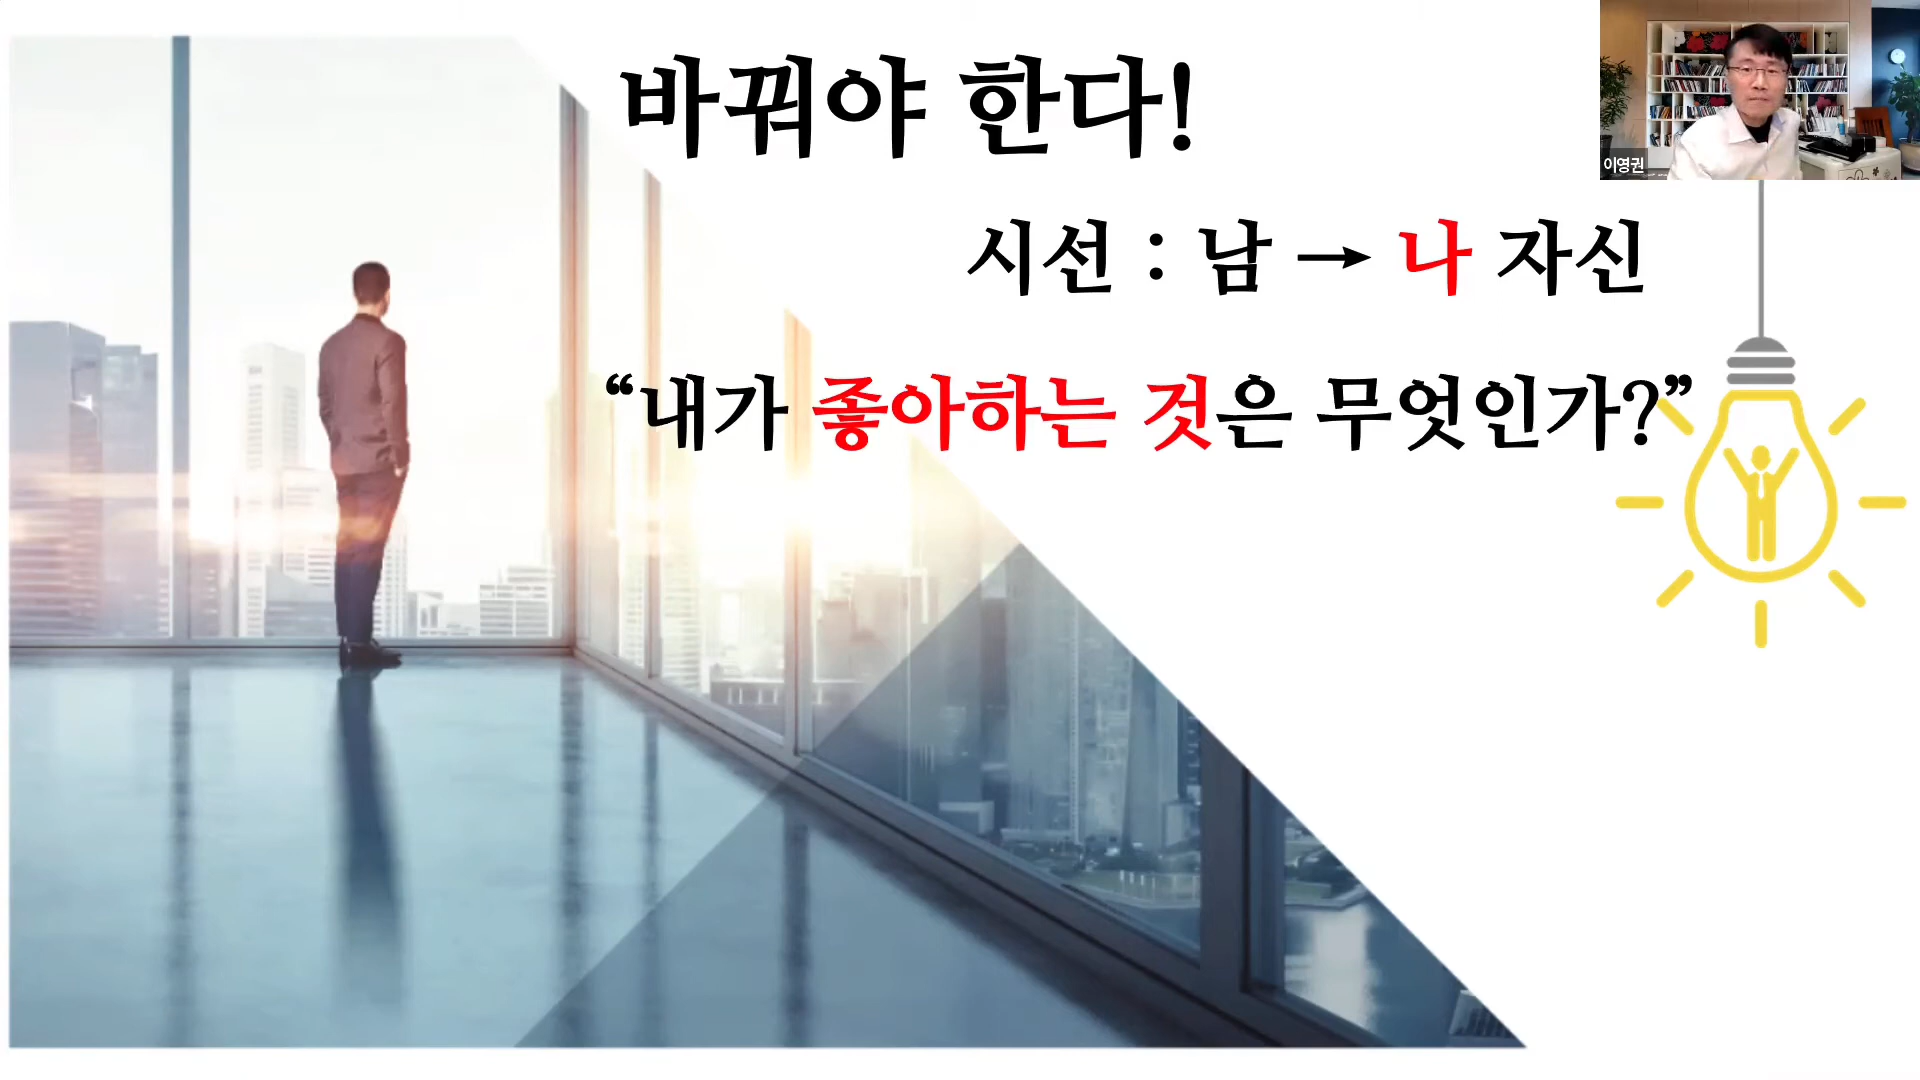 바꿔야 한다!
이영권
시선 : 남 → 나 자신
“내가 좋아하는 것은 무엇인가?”